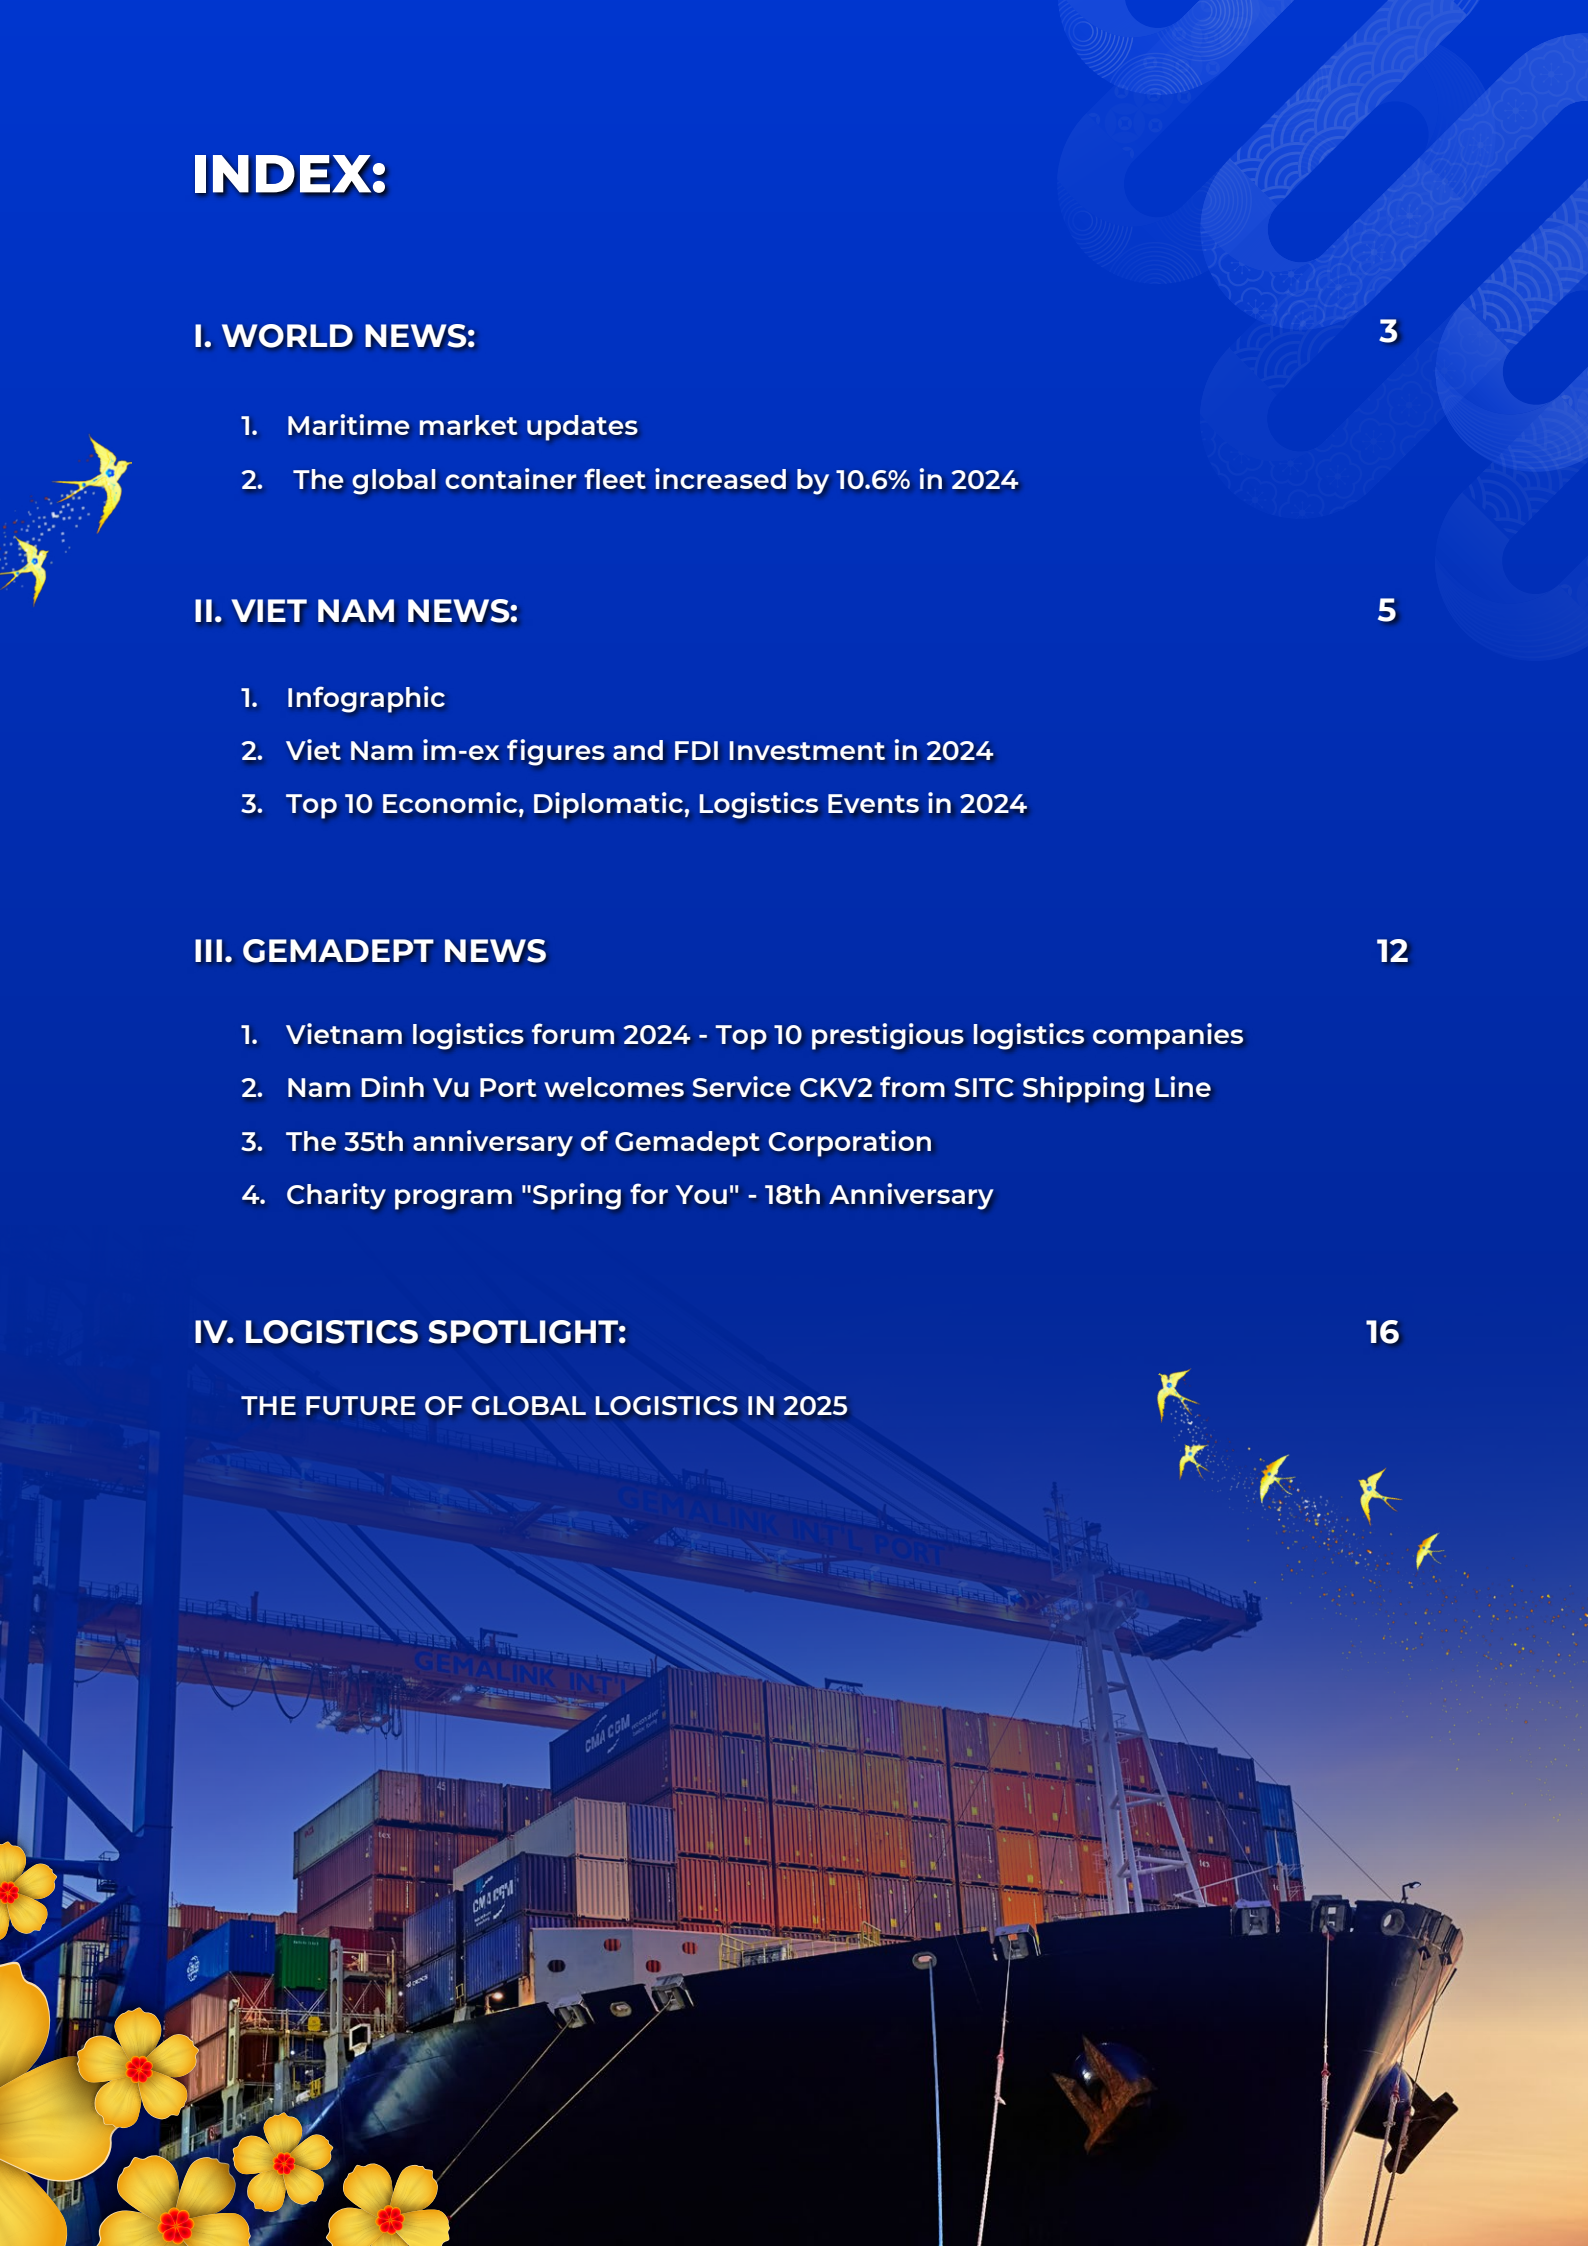 INDEX:
I. WORLD NEWS: 3
1. Maritime market updates
2. The global container fleet increased by 10.6% in 2024
II. VIET NAM NEWS: 5
1. Infographic
2. Viet Nam im-ex figures and FDI Investment in 2024
3. Top 10 Economic, Diplomatic, Logistics Events in 2024
III. GEMADEPT NEWS 12
1. Vietnam logistics forum 2024 - Top 10 prestigious logistics companies
2. Nam Dinh Vu Port welcomes Service CKV2 from SITC Shipping Line
3. The 35th anniversary of Gemadept Corporation
4. Charity program "Spring for You" - 18th Anniversary
IV. LOGISTICS SPOTLIGHT: 16
THE FUTURE OF GLOBAL LOGISTICS IN 2025
GEMALINK INT'L PORT
GEMALINK INT'L
CMA CGM
CMA CGM